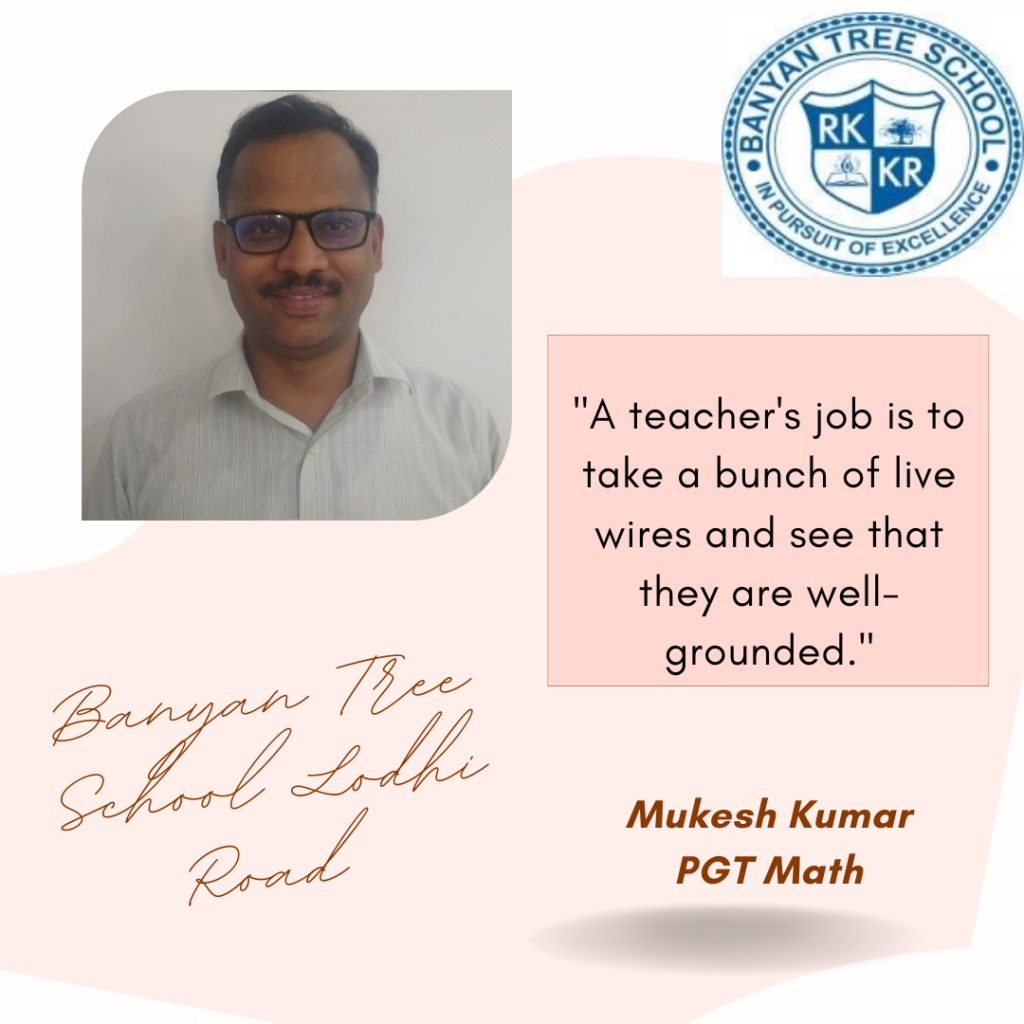 BANYAN TREE SCHOOL
RK
KR
IN PURSUIT OF EXCELLENCE
"A teacher's job is to
take a bunch of live
wires and see that
they are well-
grounded."
Banyan Tree
School Lodhi
Road
Mukesh Kumar
PGT Math